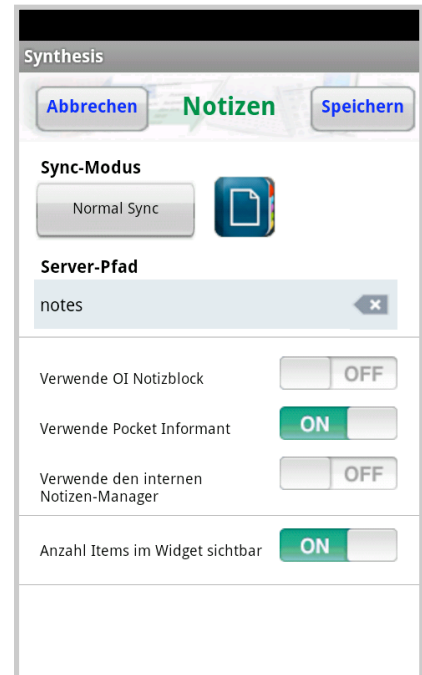 Synthesis
Abbrechen Notizen Speichern
Sync-Modus
Normal Sync
Server-Pfad
notes
Verwende OI Notizblock OFF
Verwende Pocket Informant ON
Verwende den internen OFF
Notizen-Manager
Anzahl Items im Widget sichtbar ON